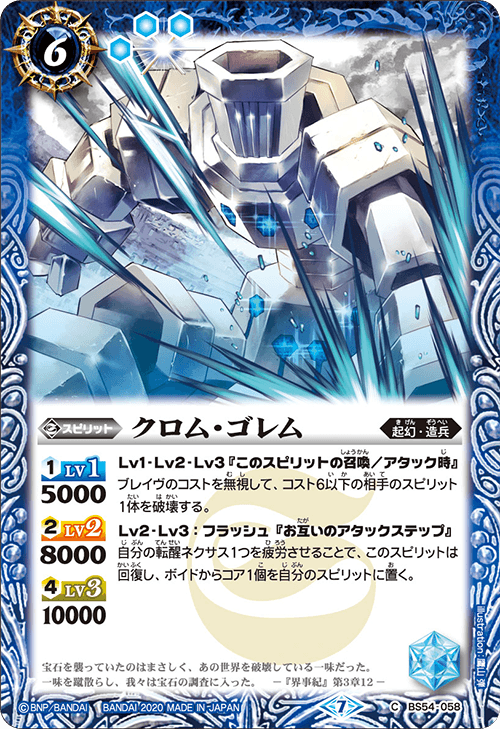 6
クロム・ゴレム
スピリット
起幻・造兵
きげん ぞうへい
1 LV1
5000
2 LV2
8000
4 LV3
10000
Lv1・Lv2・Lv3『このスピリットの召喚/アタック時』
ブレイヴのコストを無視して、コスト6以下の相手のスピリット
1体を破壊する。
Lv2・Lv3：フラッシュ『お互いのアタックステップ』
自分の転醒ネクサス1つを疲労させることで、このスピリットは
回復し、ボイドからコア1個を自分のスピリットに置く。
宝石を襲っていたのはまさしく、あの世界を破壊している一味だった。
一味を蹴散らし、我々は宝石の調査に入った。 −『界事紀』第3章12−
©BNP/BANDAI BANDAI 2020 MADE IN JAPAN
7
C BS54-058
Illustration: